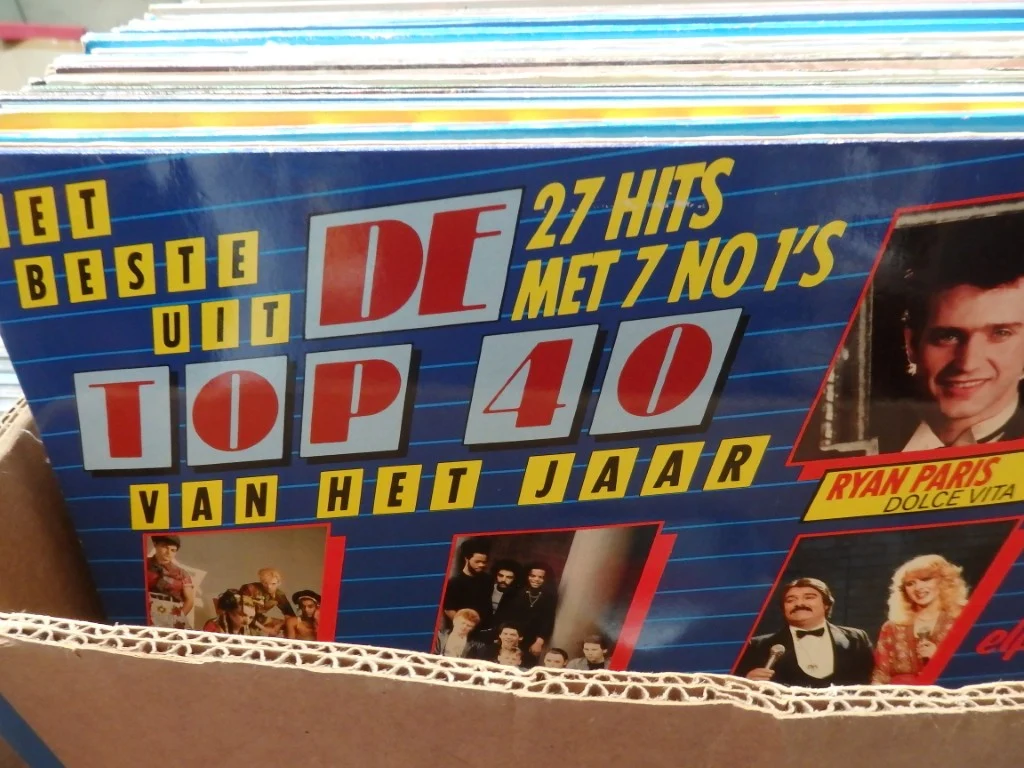 ET
BESTE
UIT
DE
TOP 40
VAN HET JAAR
27 HITS
MET 7 NO 1'S
RYAN PARIS
DOLCE VITA